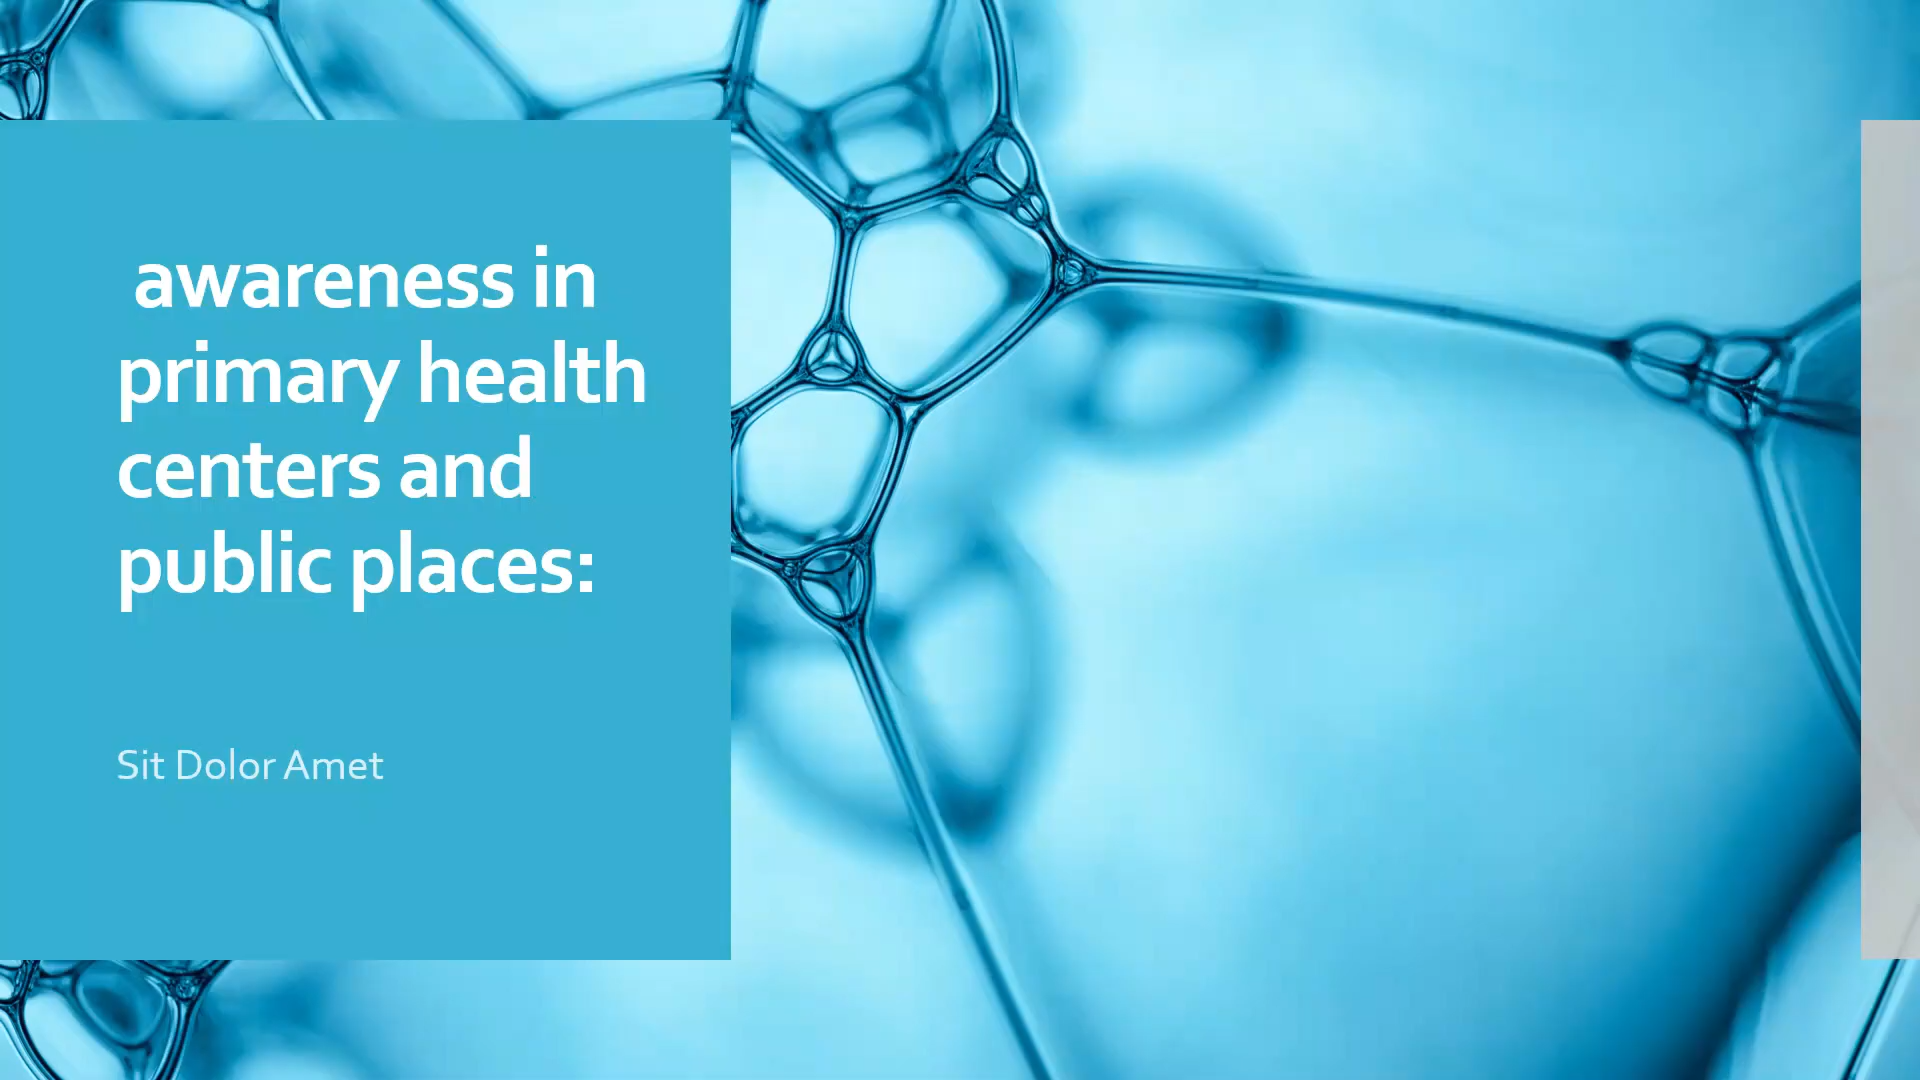 awareness in
primary health
centers and
public places:
Sit Dolor Amet